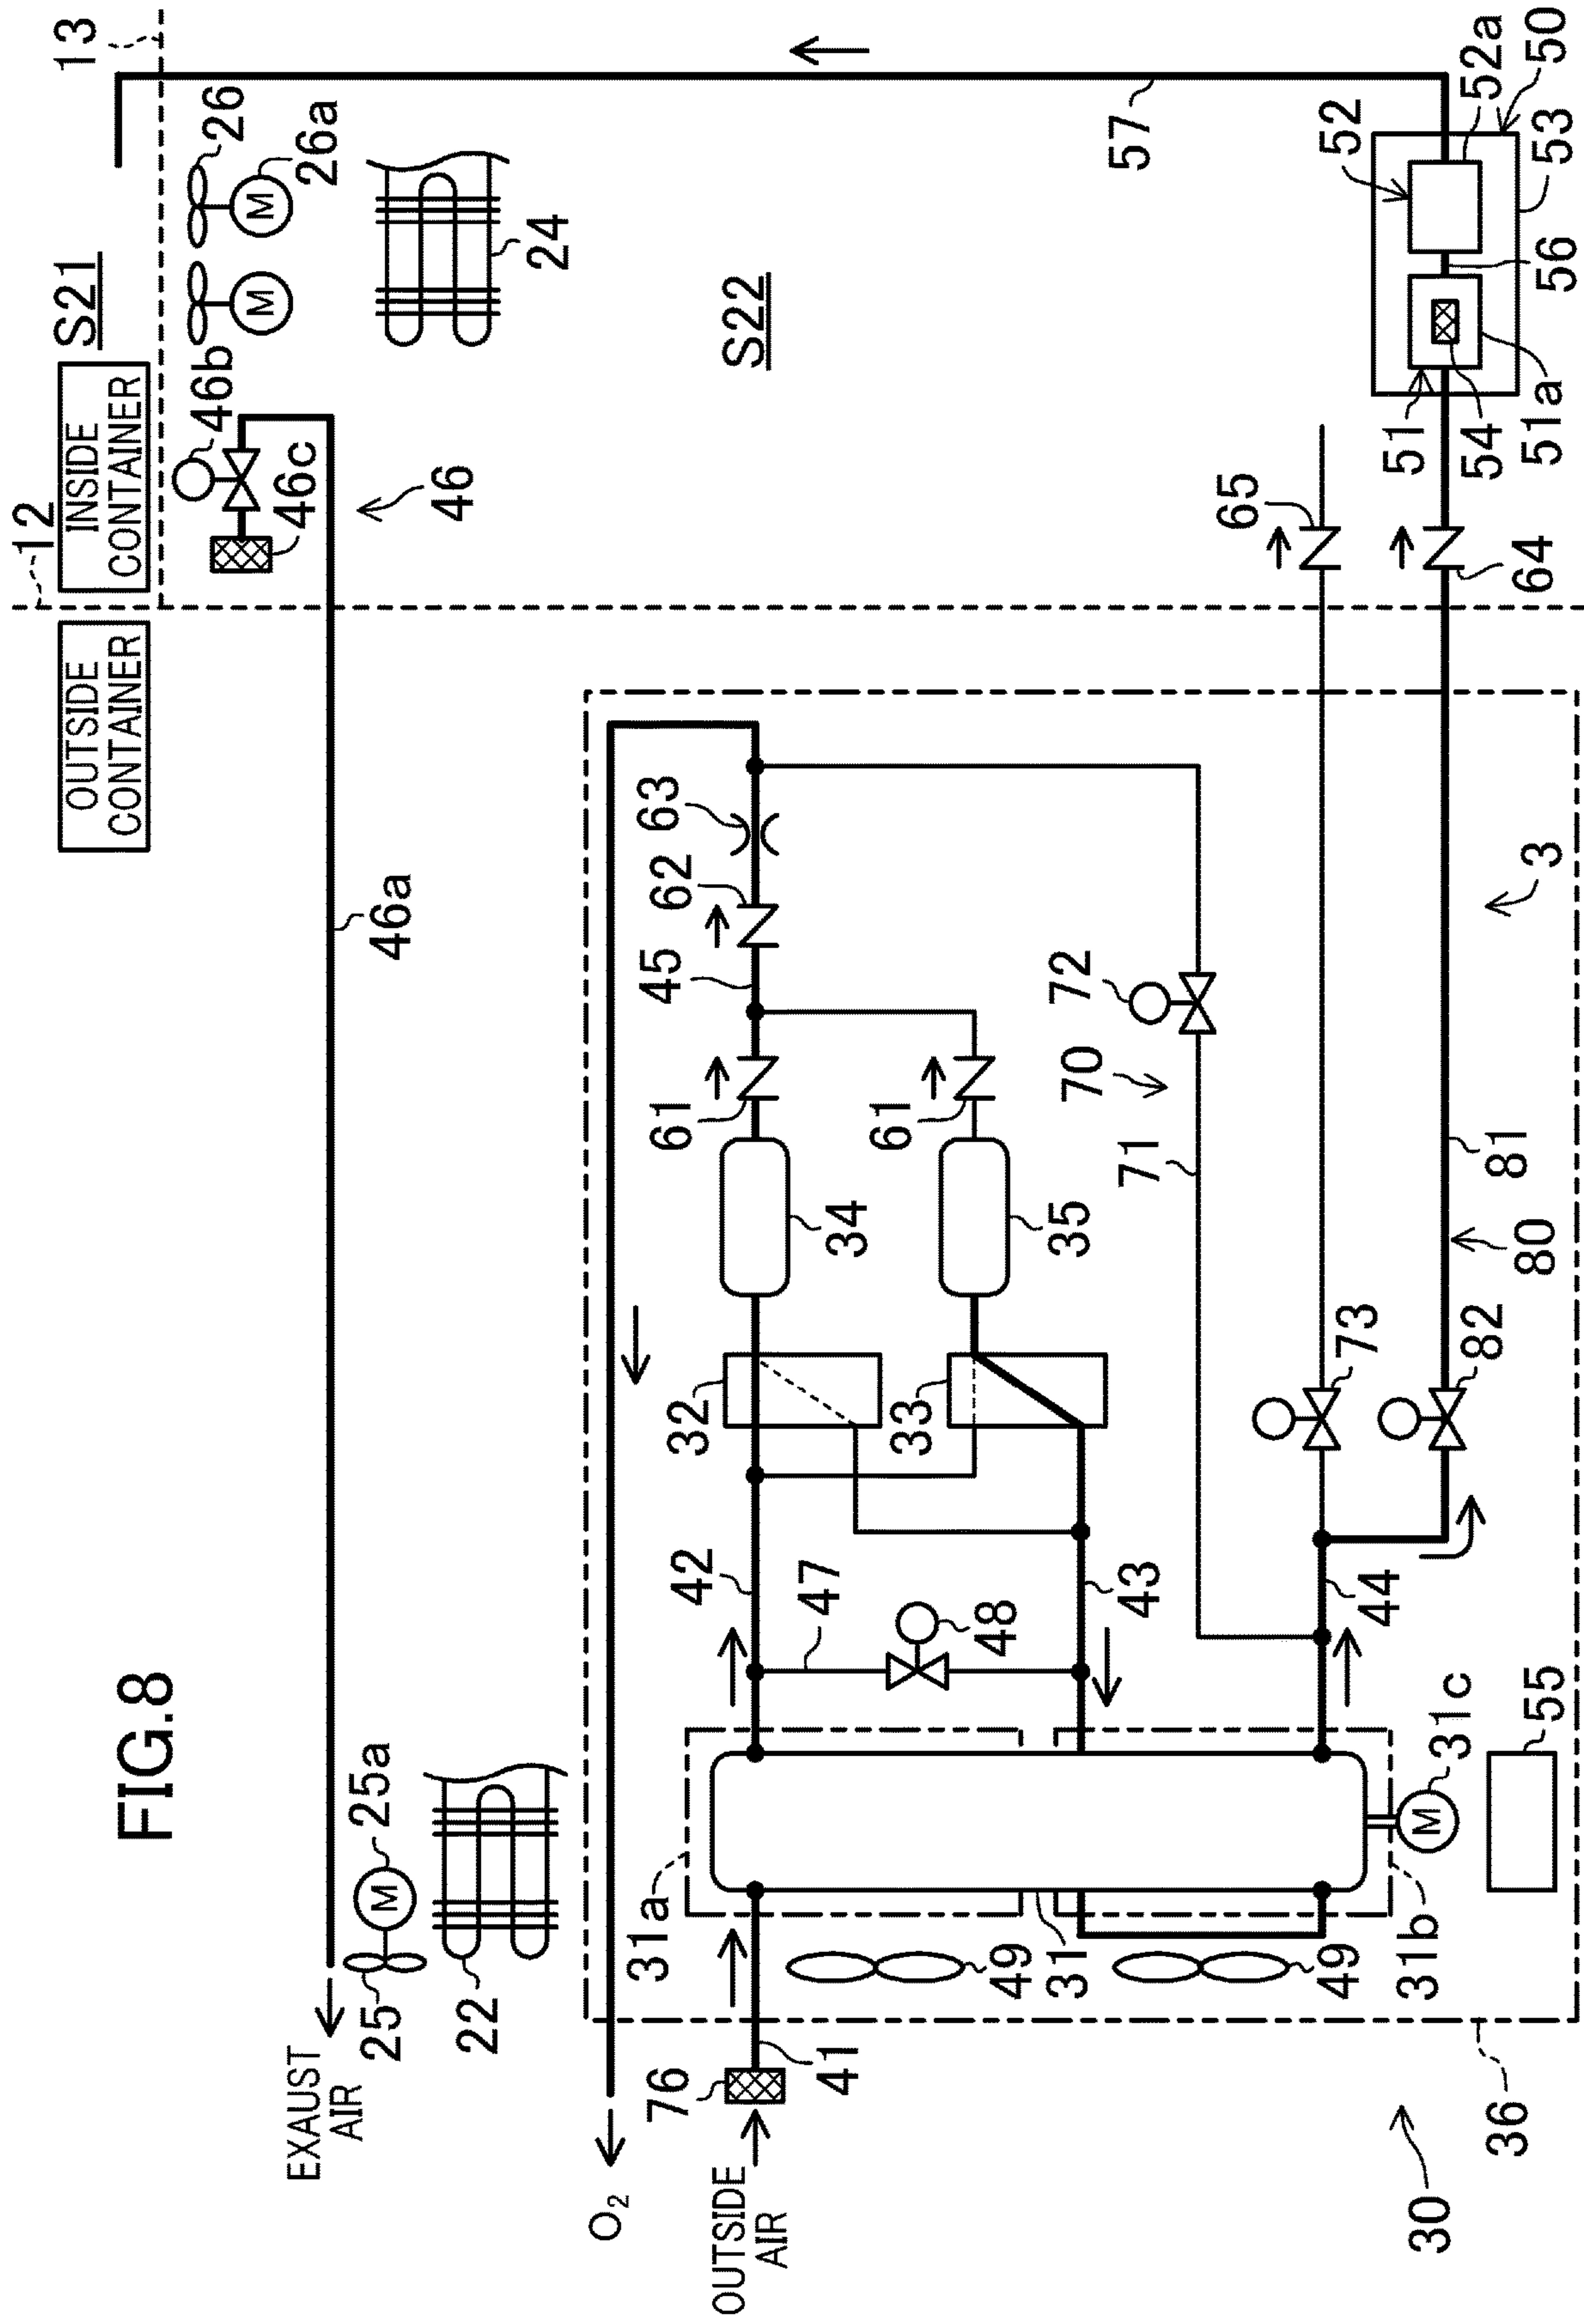 FIG.8
12
INSIDE
CONTAINER
OUTSIDE
CONTAINER
S21
13
46b
46c
46
46a
26
26a
M
M
24
S22
EXAUST
AIR
25
25a
M
22
57
O₂
OUTSIDE
AIR
76
41
31a
42
47
48
32
33
34
35
61
61
45
62
63
43
49
31
49
31b
M
31c
55
44
70
71
72
73
82
80
81
3
65
64
51
54
51a
56
52
52a
53
50
36
30